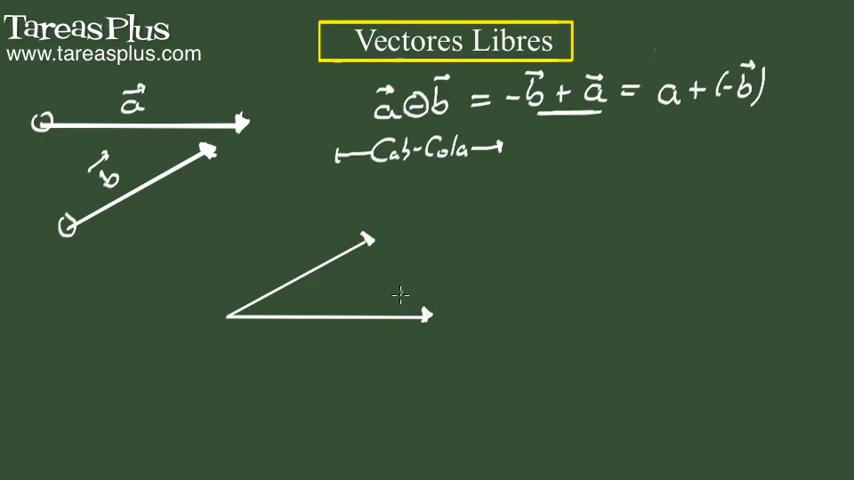 TareasPlus
www.tareasplus.com
Vectores Libres
a⃗ ⊖ b⃗ = -b⃗ + a⃗ = a + (-b⃗)
Cab-Cola
a⃗
b⃗